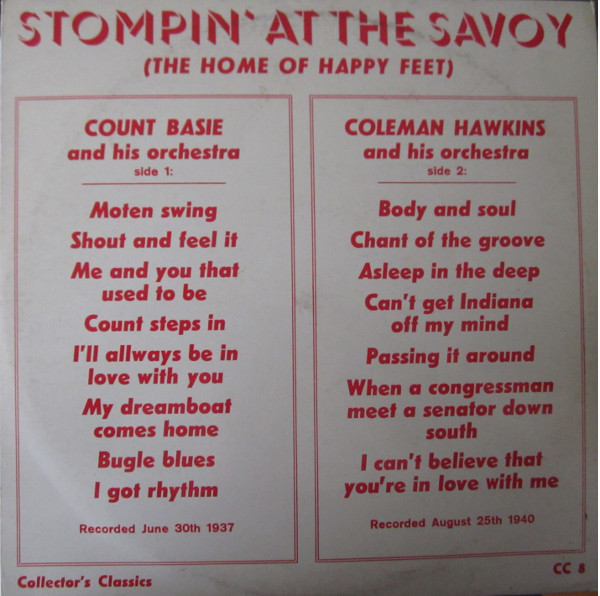 STOMPIN' AT THE SAVOY
(THE HOME OF HAPPY FEET)
COUNT BASIE
and his orchestra
side 1:
Moten swing
Shout and feel it
Me and you that
used to be
Count steps in
I'll allways be in
love with you
My dreamboat
comes home
Bugle blues
I got rhythm
Recorded June 30th 1937
COLEMAN HAWKINS
and his orchestra
side 2:
Body and soul
Chant of the groove
Asleep in the deep
Can't get Indiana
off my mind
Passing it around
When a congressman
meet a senator down
south
I can't believe that
you're in love with me
Recorded August 25th 1940
Collector's Classics
CC 8